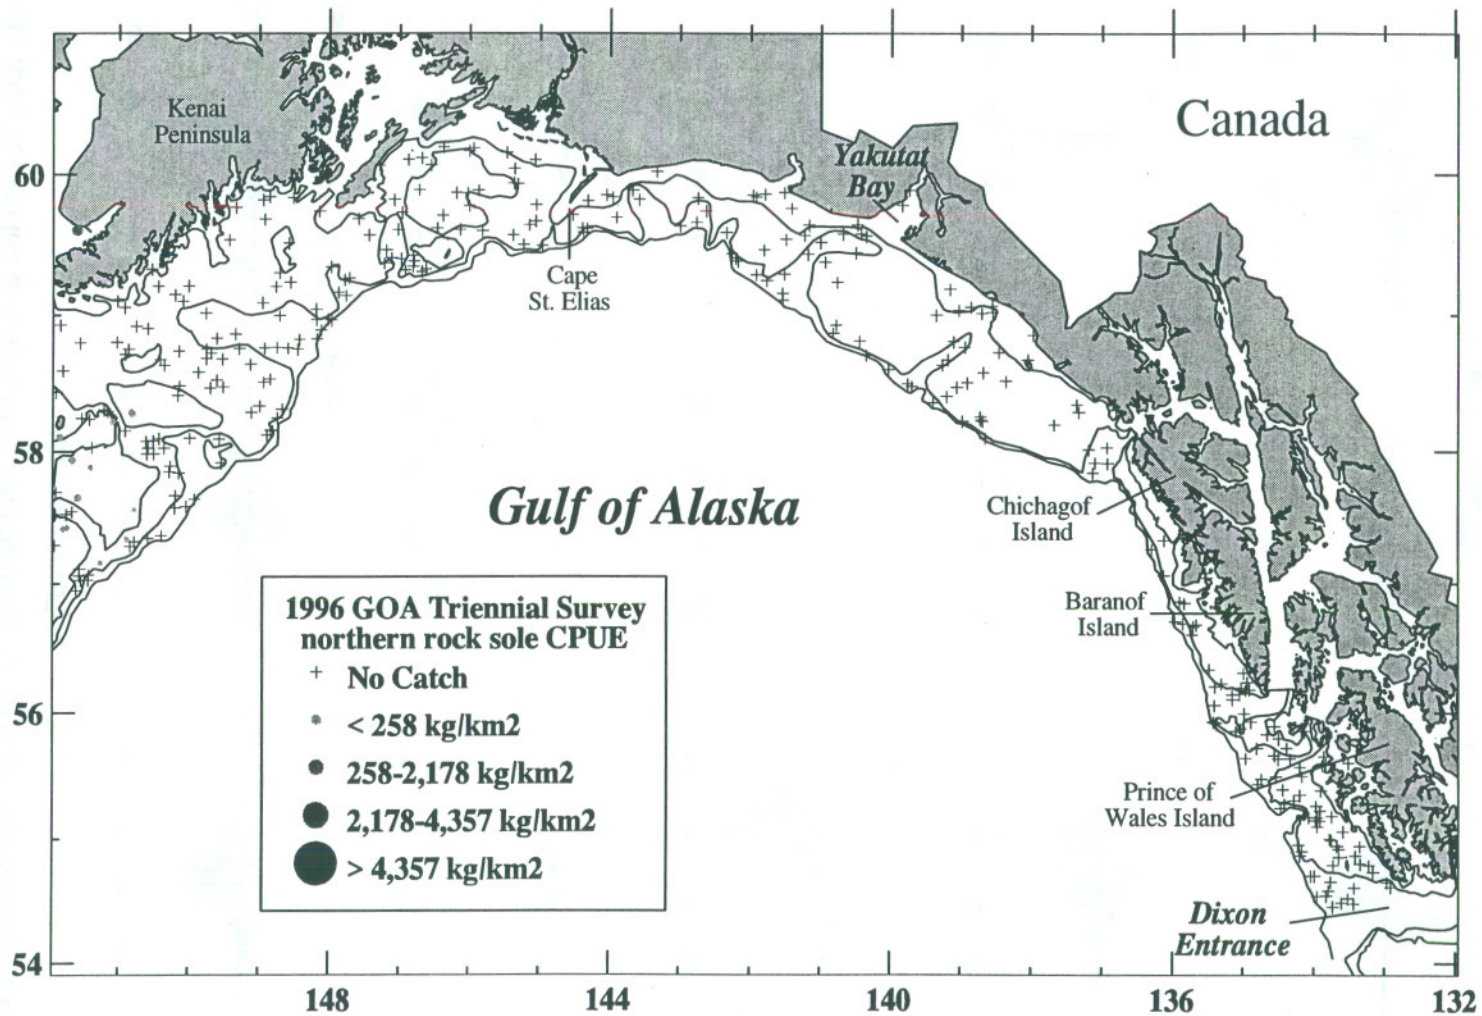 Canada
Kenai
Peninsula
Yakutat
Bay
60
Cape
St. Elias
58
Gulf of Alaska
Chichagof
Island
1996 GOA Triennial Survey
northern rock sole CPUE
No Catch
< 258 kg/km2
258-2,178 kg/km2
2,178-4,357 kg/km2
> 4,357 kg/km2
Baranof
Island
56
Prince of
Wales Island
Dixon
Entrance
54
148
144
140
136
132